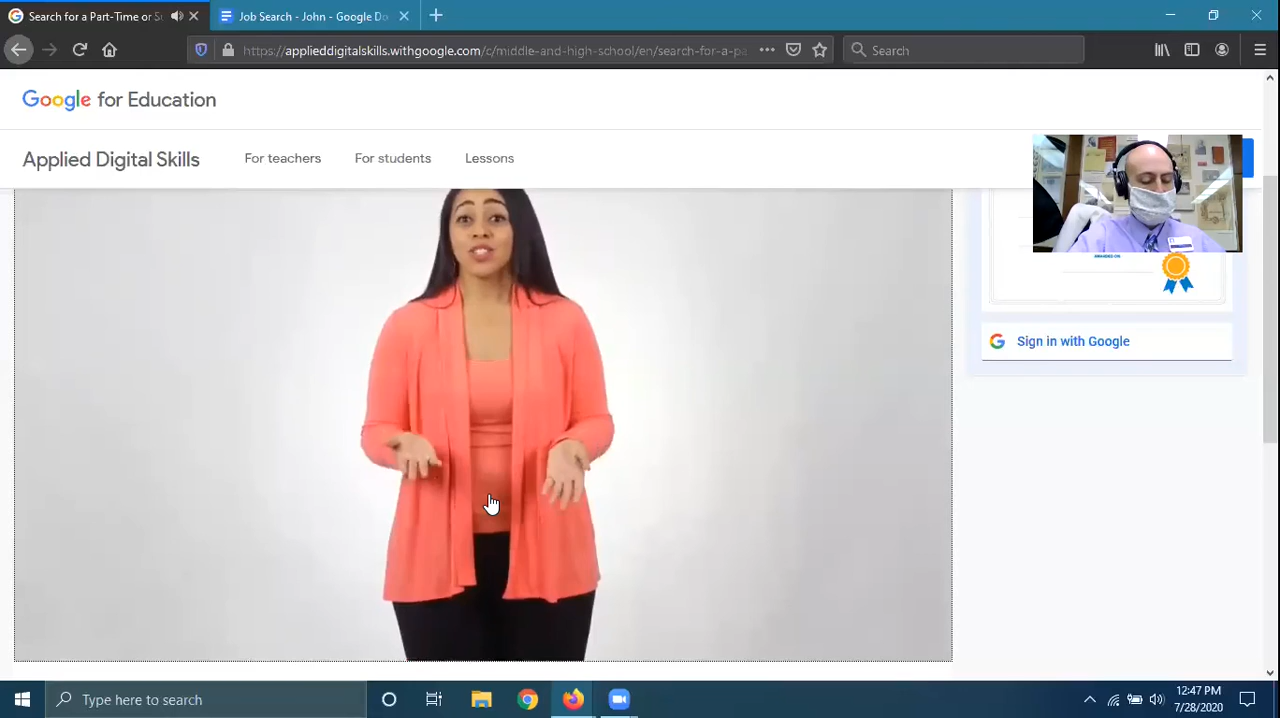 Search for a Part-Time or Su
Job Search - John - Google Do
https://applieddigitalskills.withgoogle.com/c/middle-and-high-school/en/search-for-a-pa
Search
Google for Education
Applied Digital Skills
For teachers
For students
Lessons
Sign in with Google
Type here to search
12:47 PM
7/28/2020